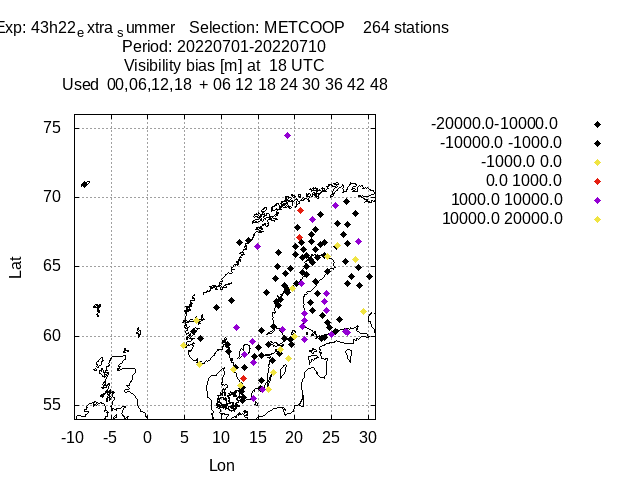 Exp: 43h22e xtra summer Selection: METCOOP 264 stations
Period: 20220701-20220710
Visibility bias [m] at 18 UTC
Used 00,06,12,18 + 06 12 18 24 30 36 42 48
-20000.0-10000.0
-10000.0 -1000.0
-1000.0 0.0
0.0 1000.0
1000.0 10000.0
10000.0 20000.0
75
70
65
60
55
Lat
-10 -5 0 5 10 15 20 25 30
Lon